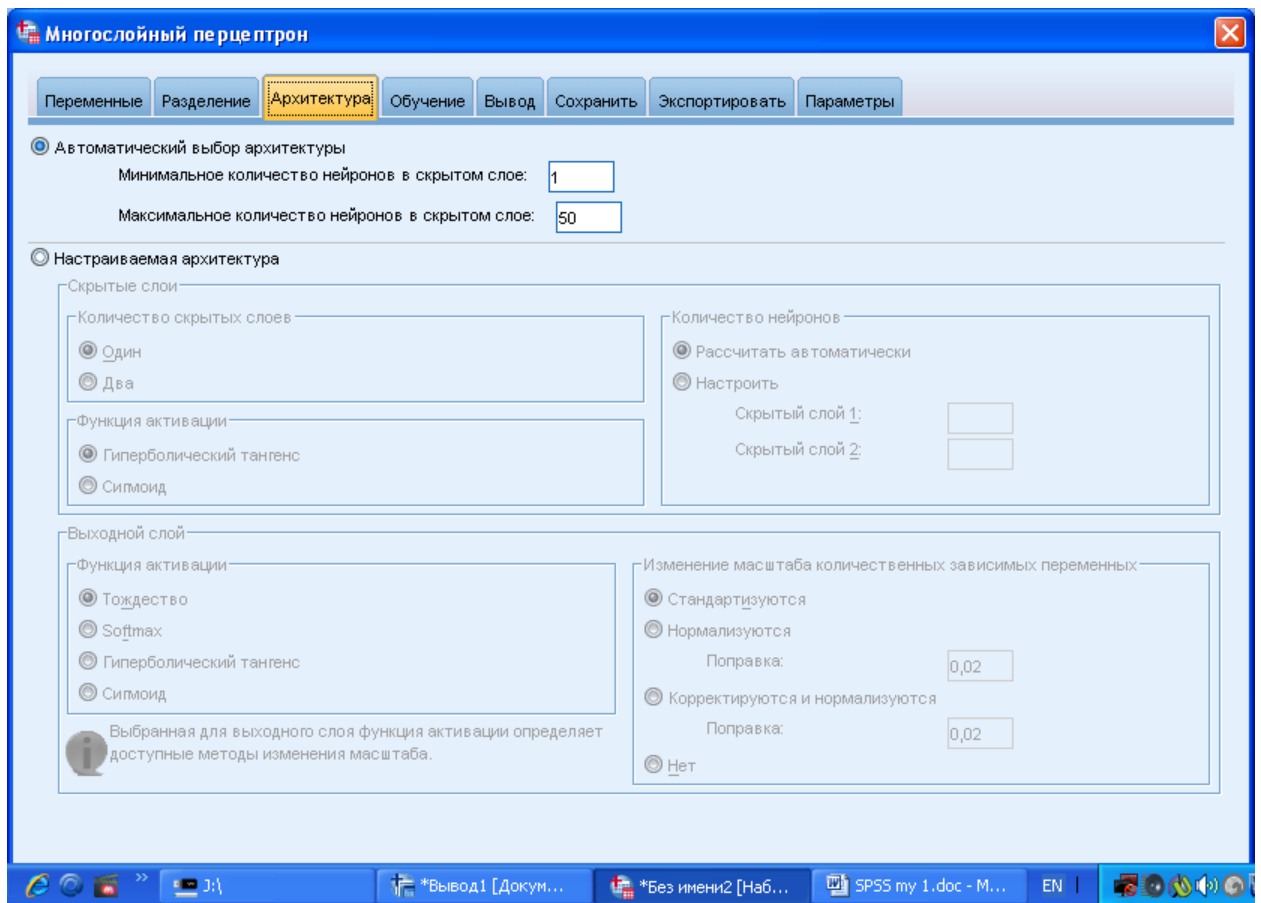 Многослойный перцептрон
Переменные Разделение Архитектура Обучение Вывод Сохранить Экспортировать Параметры
Автоматический выбор архитектуры
Минимальное количество нейронов в скрытом слое: 1
Максимальное количество нейронов в скрытом слое: 50
Настраиваемая архитектура
Скрытые слои
Количество скрытых слоев
Один
Два
Функция активации
Гиперболический тангенс
Сигмоид
Количество нейронов
Рассчитать автоматически
Настроить
Скрытый слой 1:
Скрытый слой 2:
Выходной слой
Функция активации
Тождество
Softmax
Гиперболический тангенс
Сигмоид
Выбранная для выходного слоя функция активации определяет
доступные методы изменения масштаба.
Изменение масштаба количественных зависимых переменных
Стандартизуются
Нормализуются
Поправка: 0,02
Корректируются и нормализуются
Поправка: 0,02
Нет
J:\ *Вывод1 [Докум... *Без имени2 [Наб... SPSS my 1.doc - M... EN